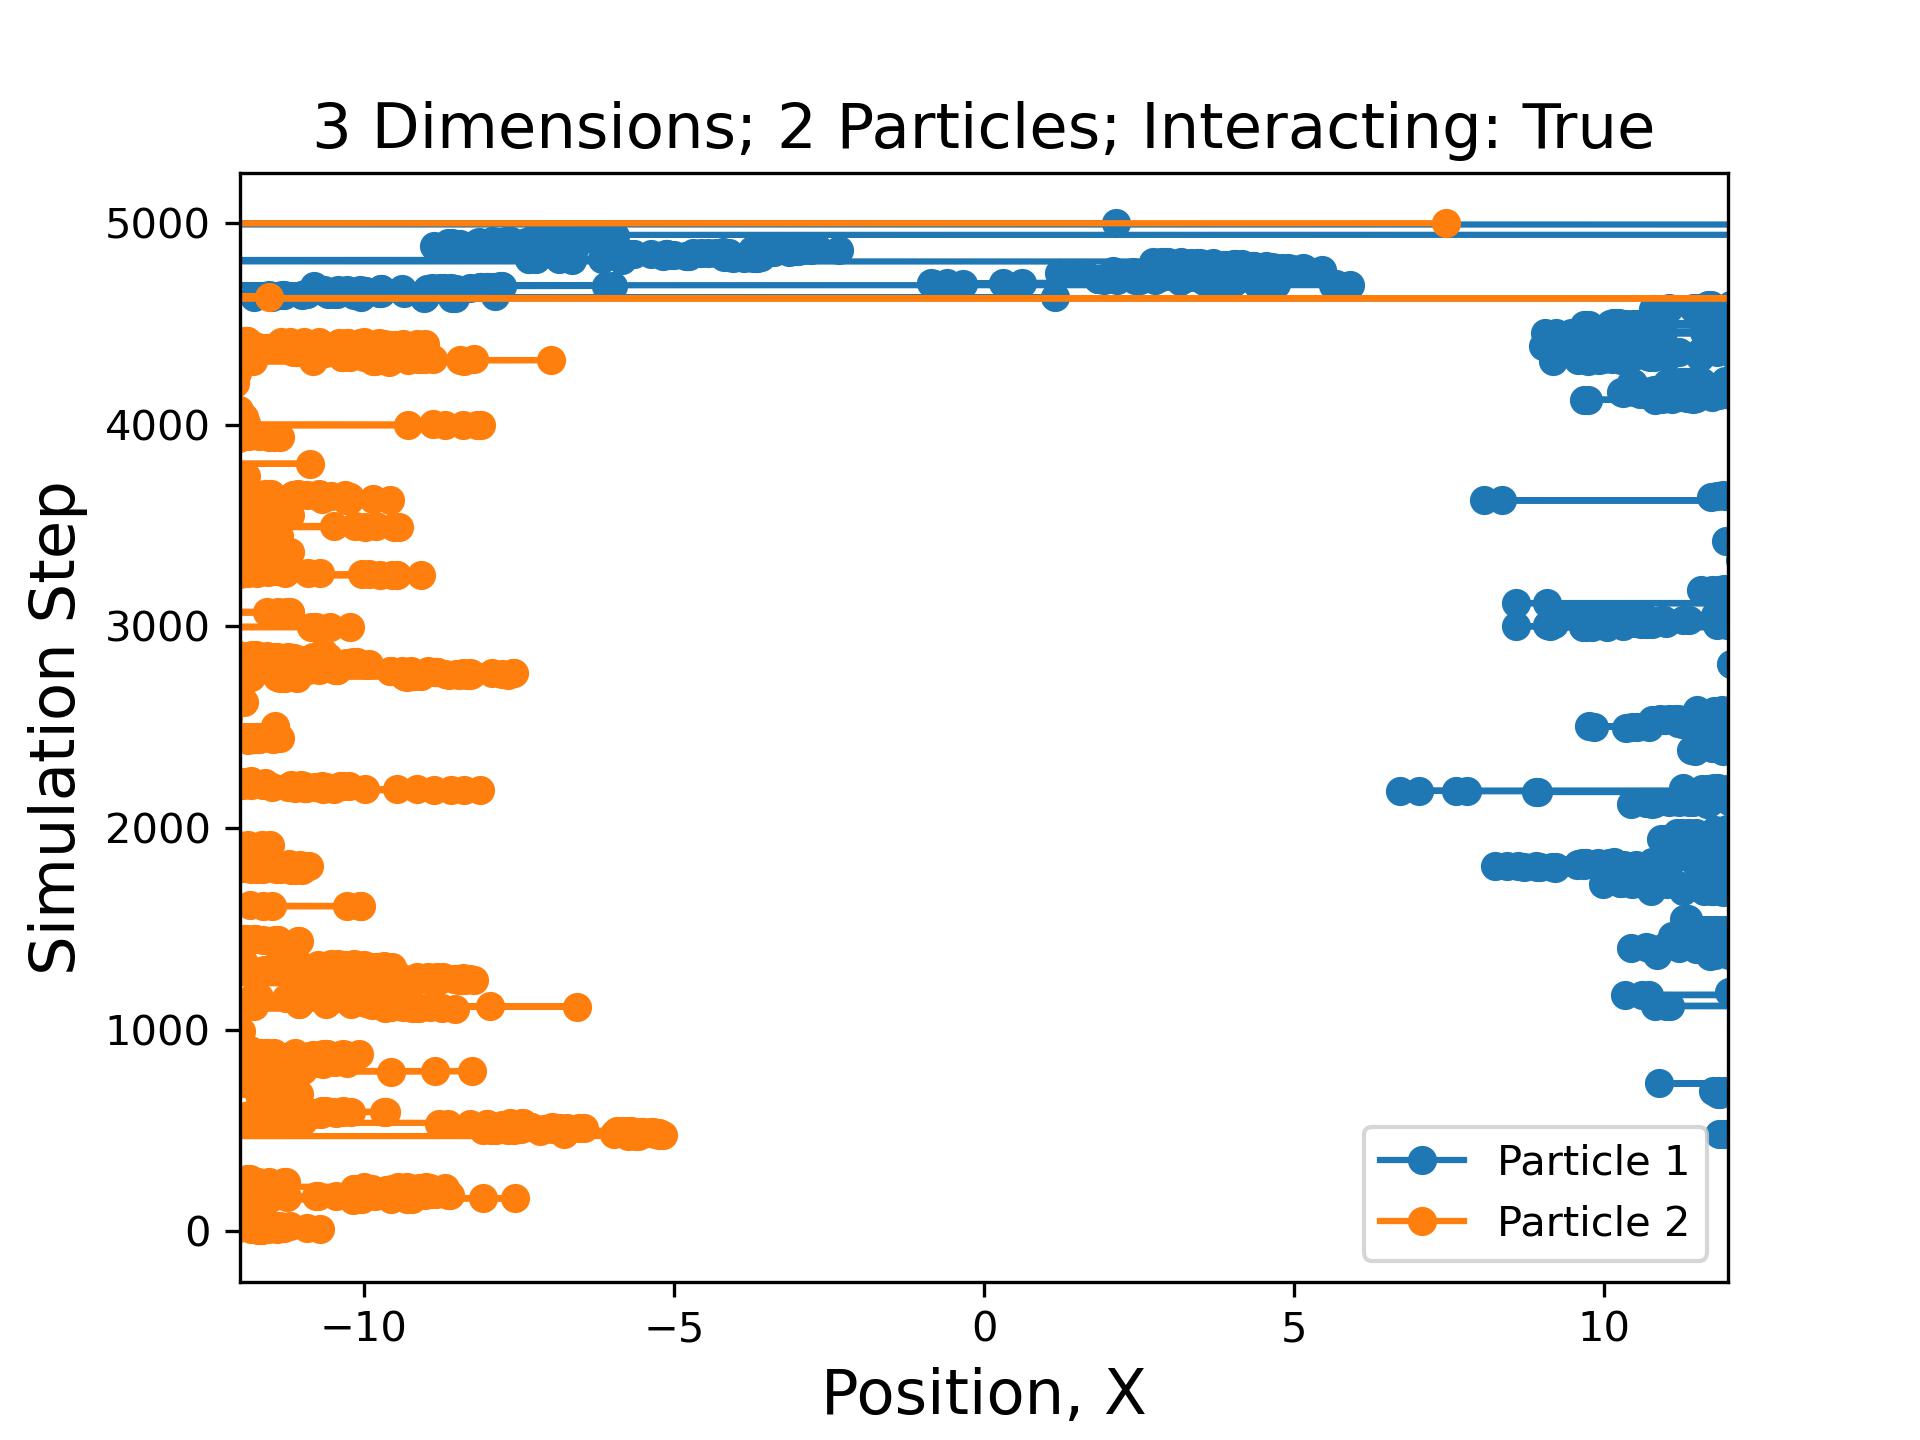 3 Dimensions; 2 Particles; Interacting: True
5000
4000
3000
2000
1000
0
Simulation Step
Particle 1
Particle 2
−10
−5
0
5
10
Position, X